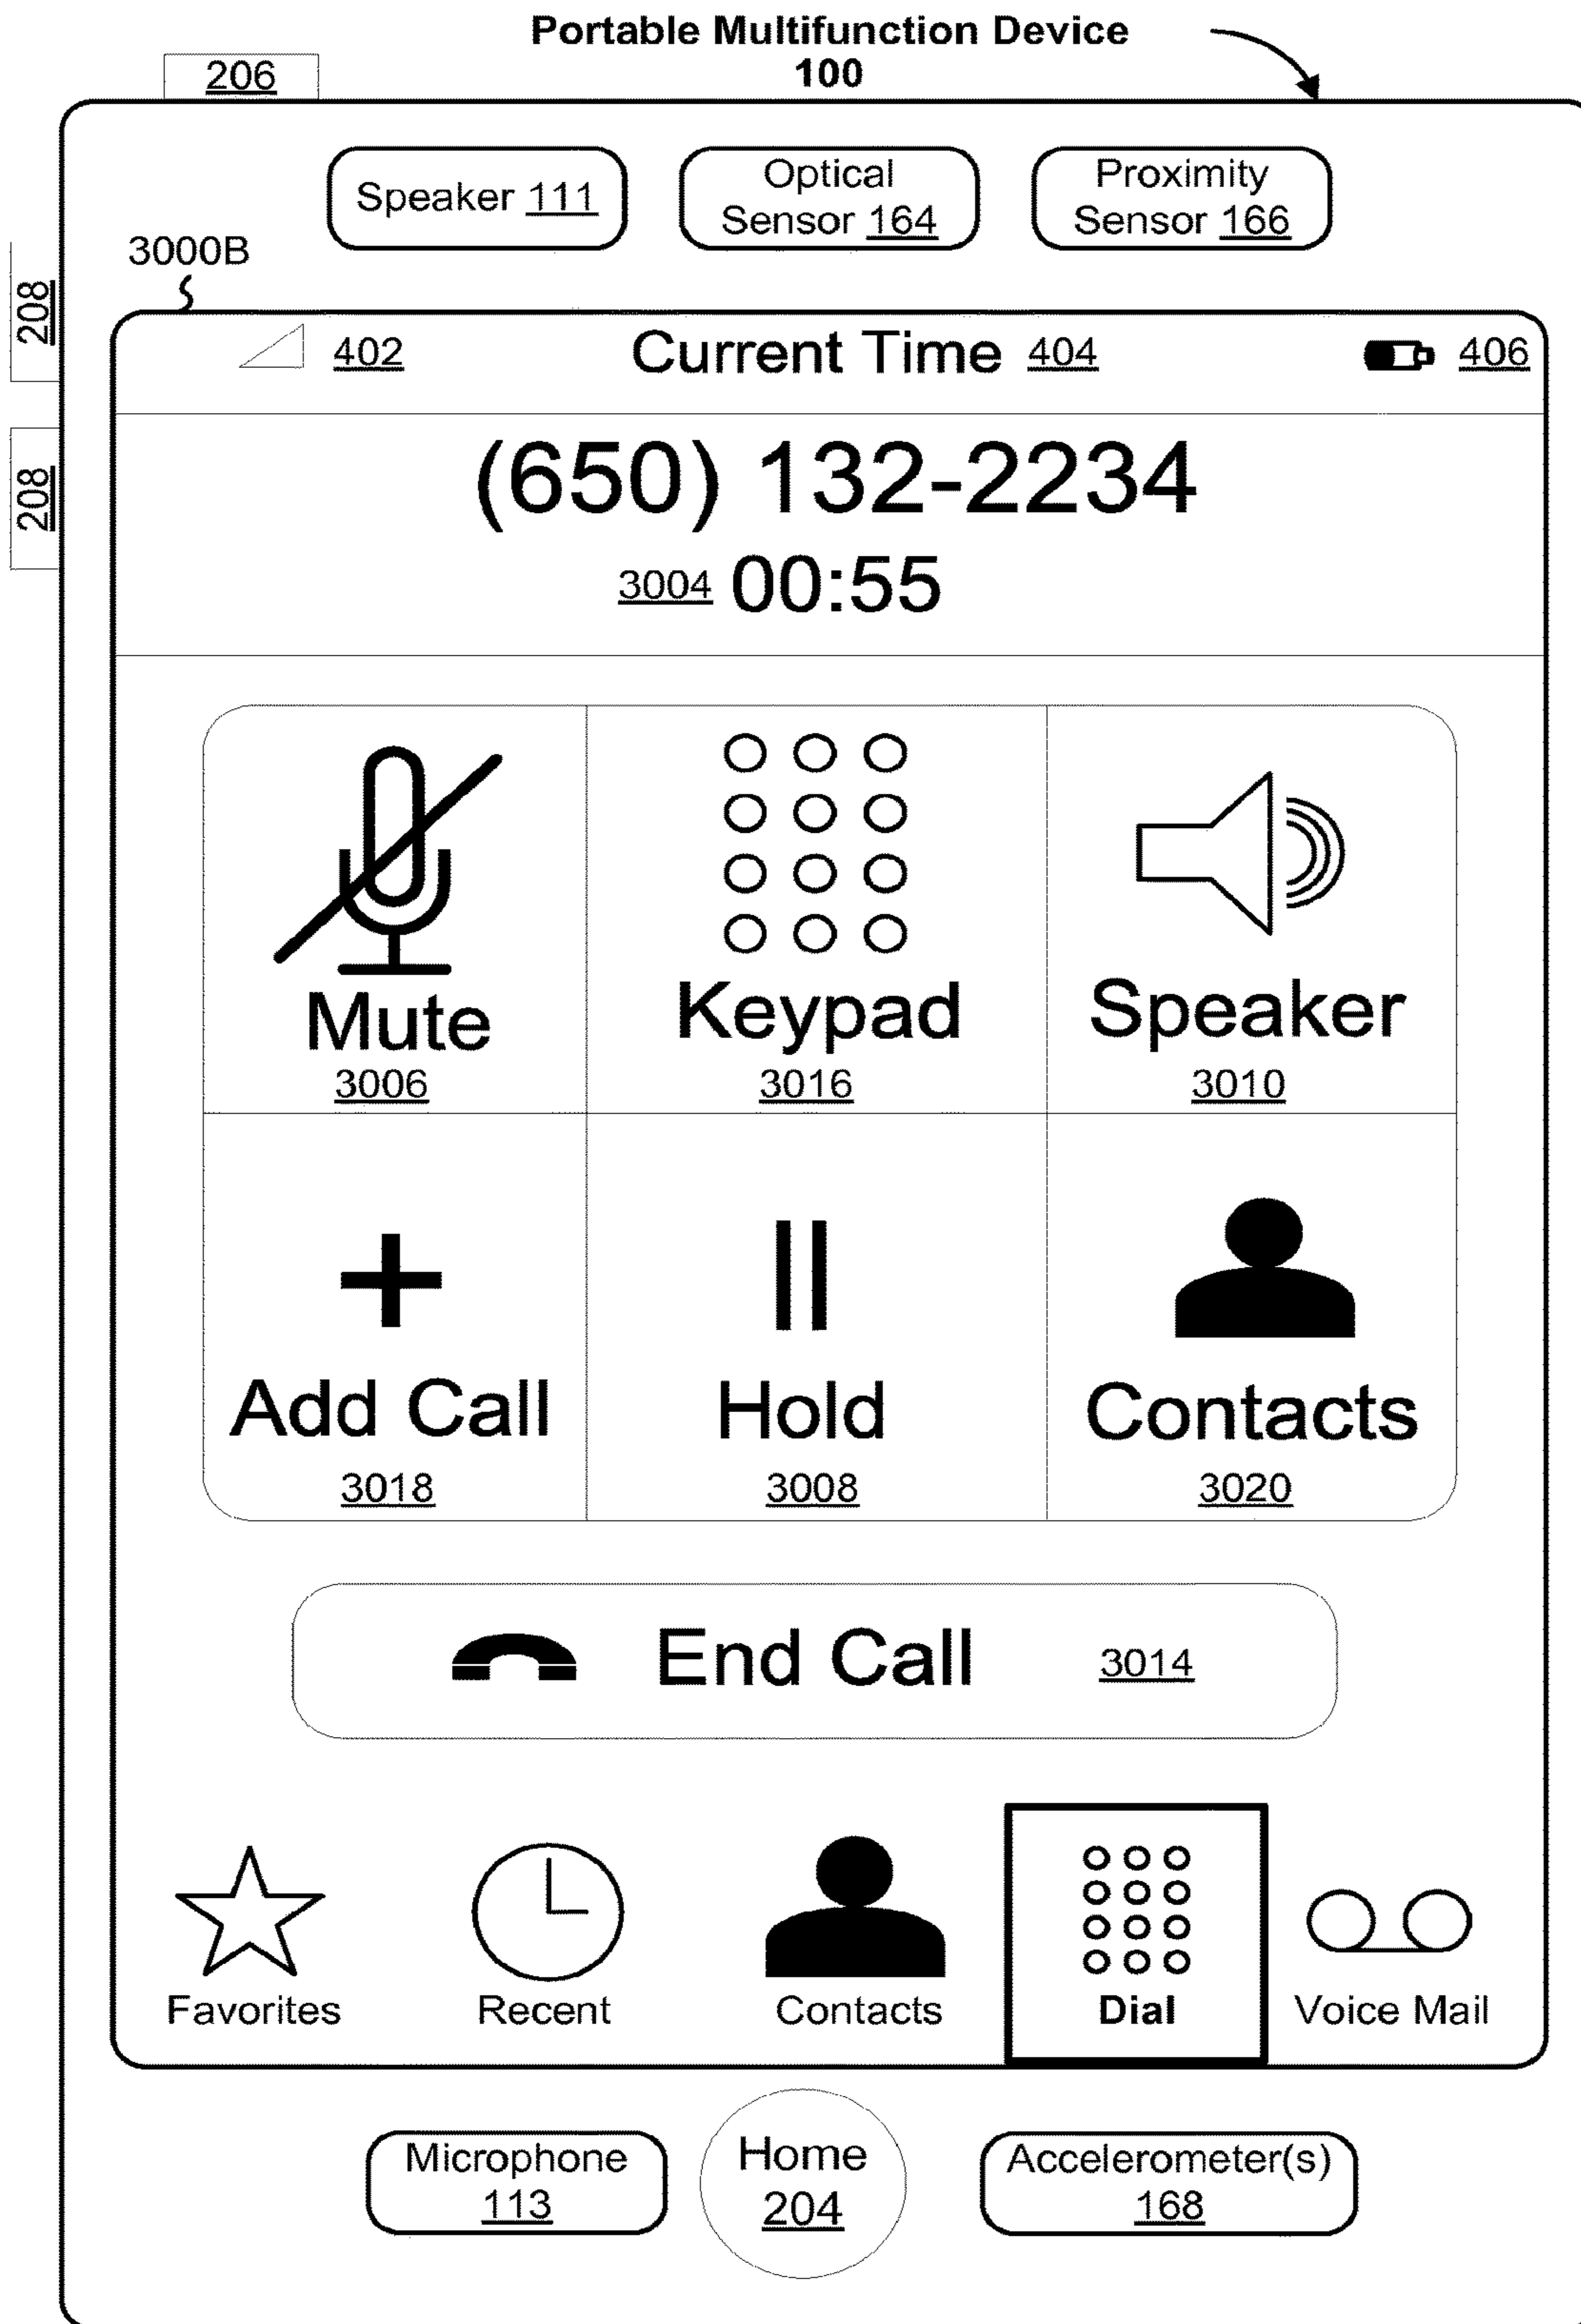 Portable Multifunction Device
100
206
Speaker 111
Optical
Sensor 164
Proximity
Sensor 166
3000B
208
208
402
Current Time 404
406
(650) 132-2234
3004 00:55
Mute
3006
Keypad
3016
Speaker
3010
Add Call
3018
Hold
3008
Contacts
3020
End Call 3014
Favorites
Recent
Contacts
Dial
Voice Mail
Microphone
113
Home
204
Accelerometer(s)
168